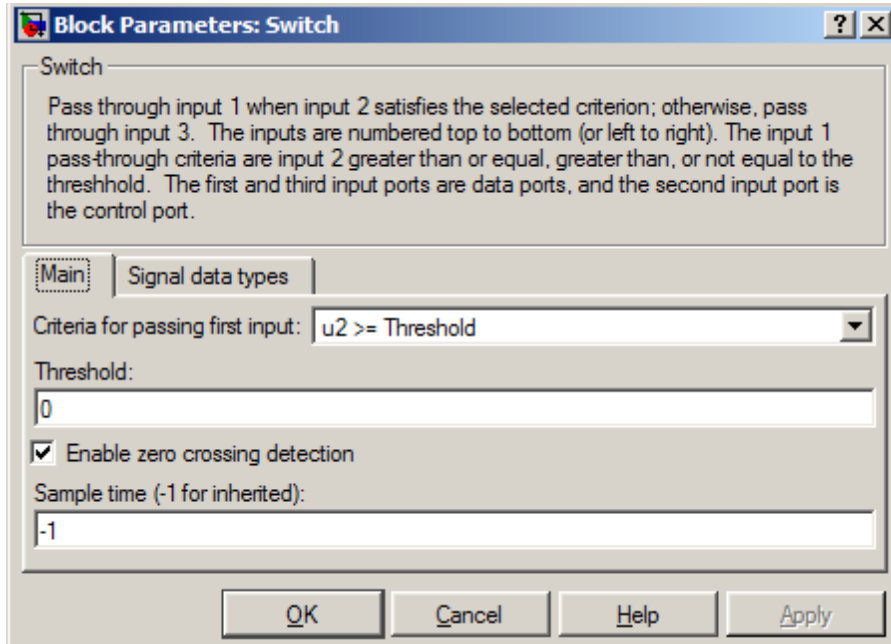 Block Parameters: Switch
Switch
Pass through input 1 when input 2 satisfies the selected criterion; otherwise, pass
through input 3.  The inputs are numbered top to bottom (or left to right). The input 1
pass-through criteria are input 2 greater than or equal, greater than, or not equal to the
threshhold.  The first and third input ports are data ports, and the second input port is
the control port.
Main Signal data types
Criteria for passing first input: u2 >= Threshold
Threshold:
0
Enable zero crossing detection
Sample time (-1 for inherited):
-1
OK Cancel Help Apply